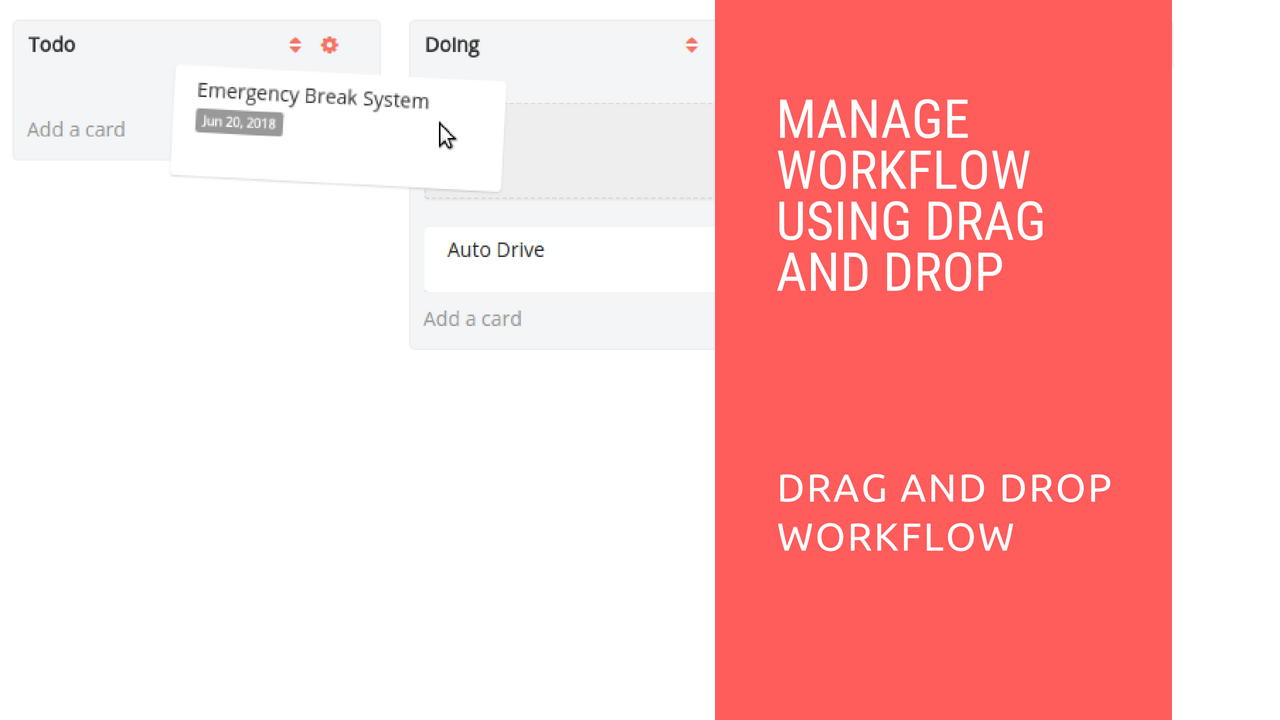 Todo
Emergency Break System
Jun 20, 2018
Add a card
Doing
Auto Drive
Add a card
MANAGE
WORKFLOW
USING DRAG
AND DROP
DRAG AND DROP
WORKFLOW